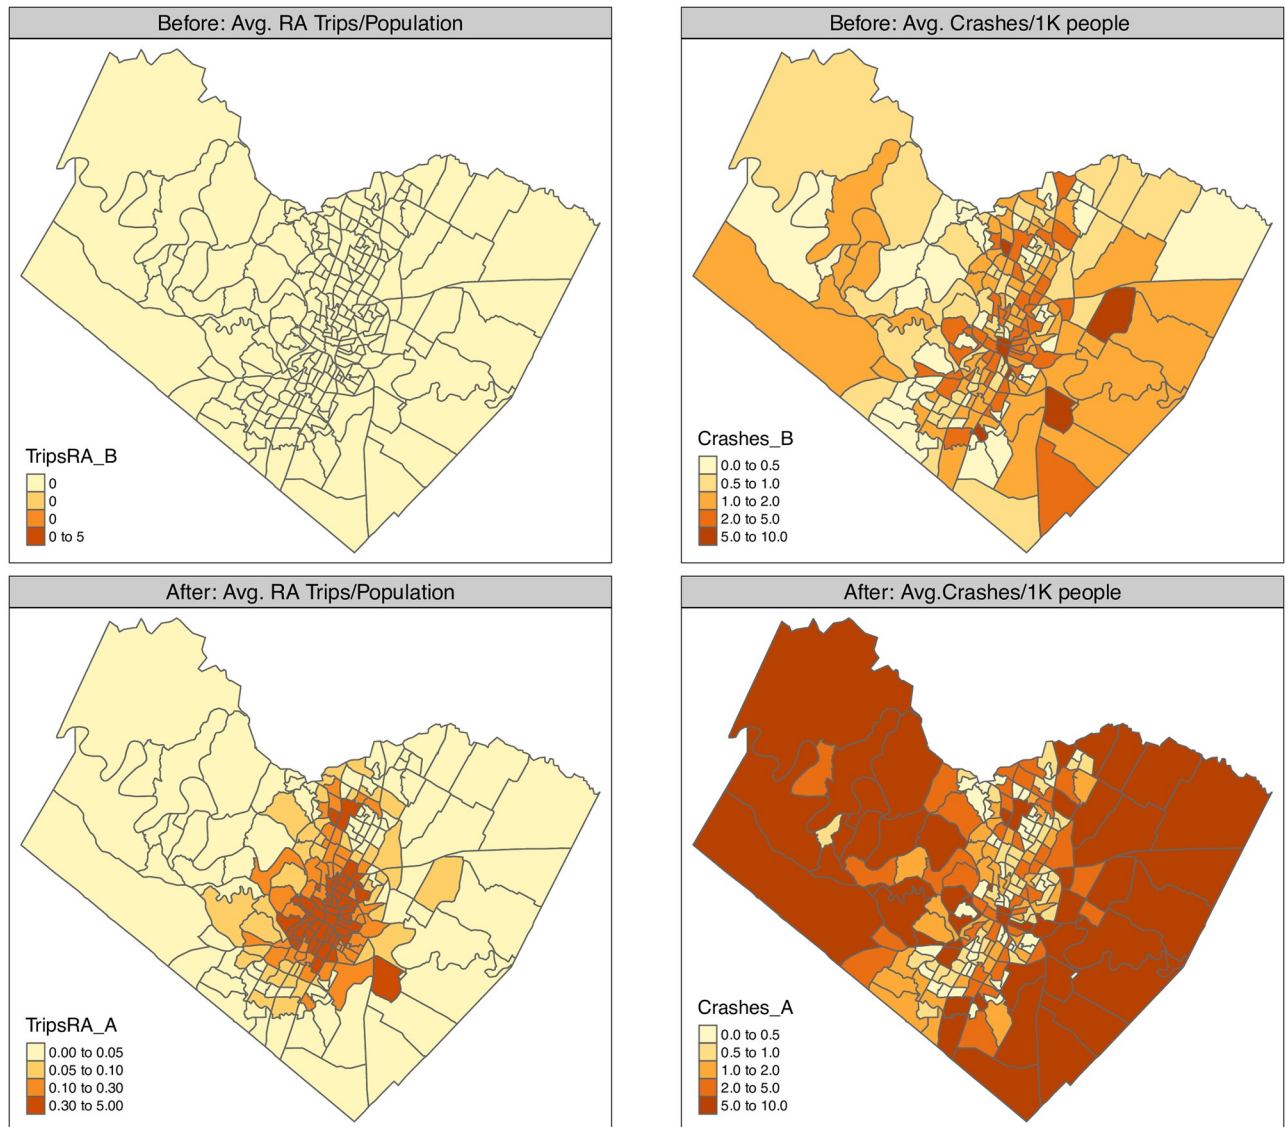 Before: Avg. RA Trips/Population
Before: Avg. Crashes/1K people
TripsRA_B
0
0
0
0 to 5
Crashes_B
0.0 to 0.5
0.5 to 1.0
1.0 to 2.0
2.0 to 5.0
5.0 to 10.0
After: Avg. RA Trips/Population
After: Avg.Crashes/1K people
TripsRA_A
0.00 to 0.05
0.05 to 0.10
0.10 to 0.30
0.30 to 5.00
Crashes_A
0.0 to 0.5
0.5 to 1.0
1.0 to 2.0
2.0 to 5.0
5.0 to 10.0